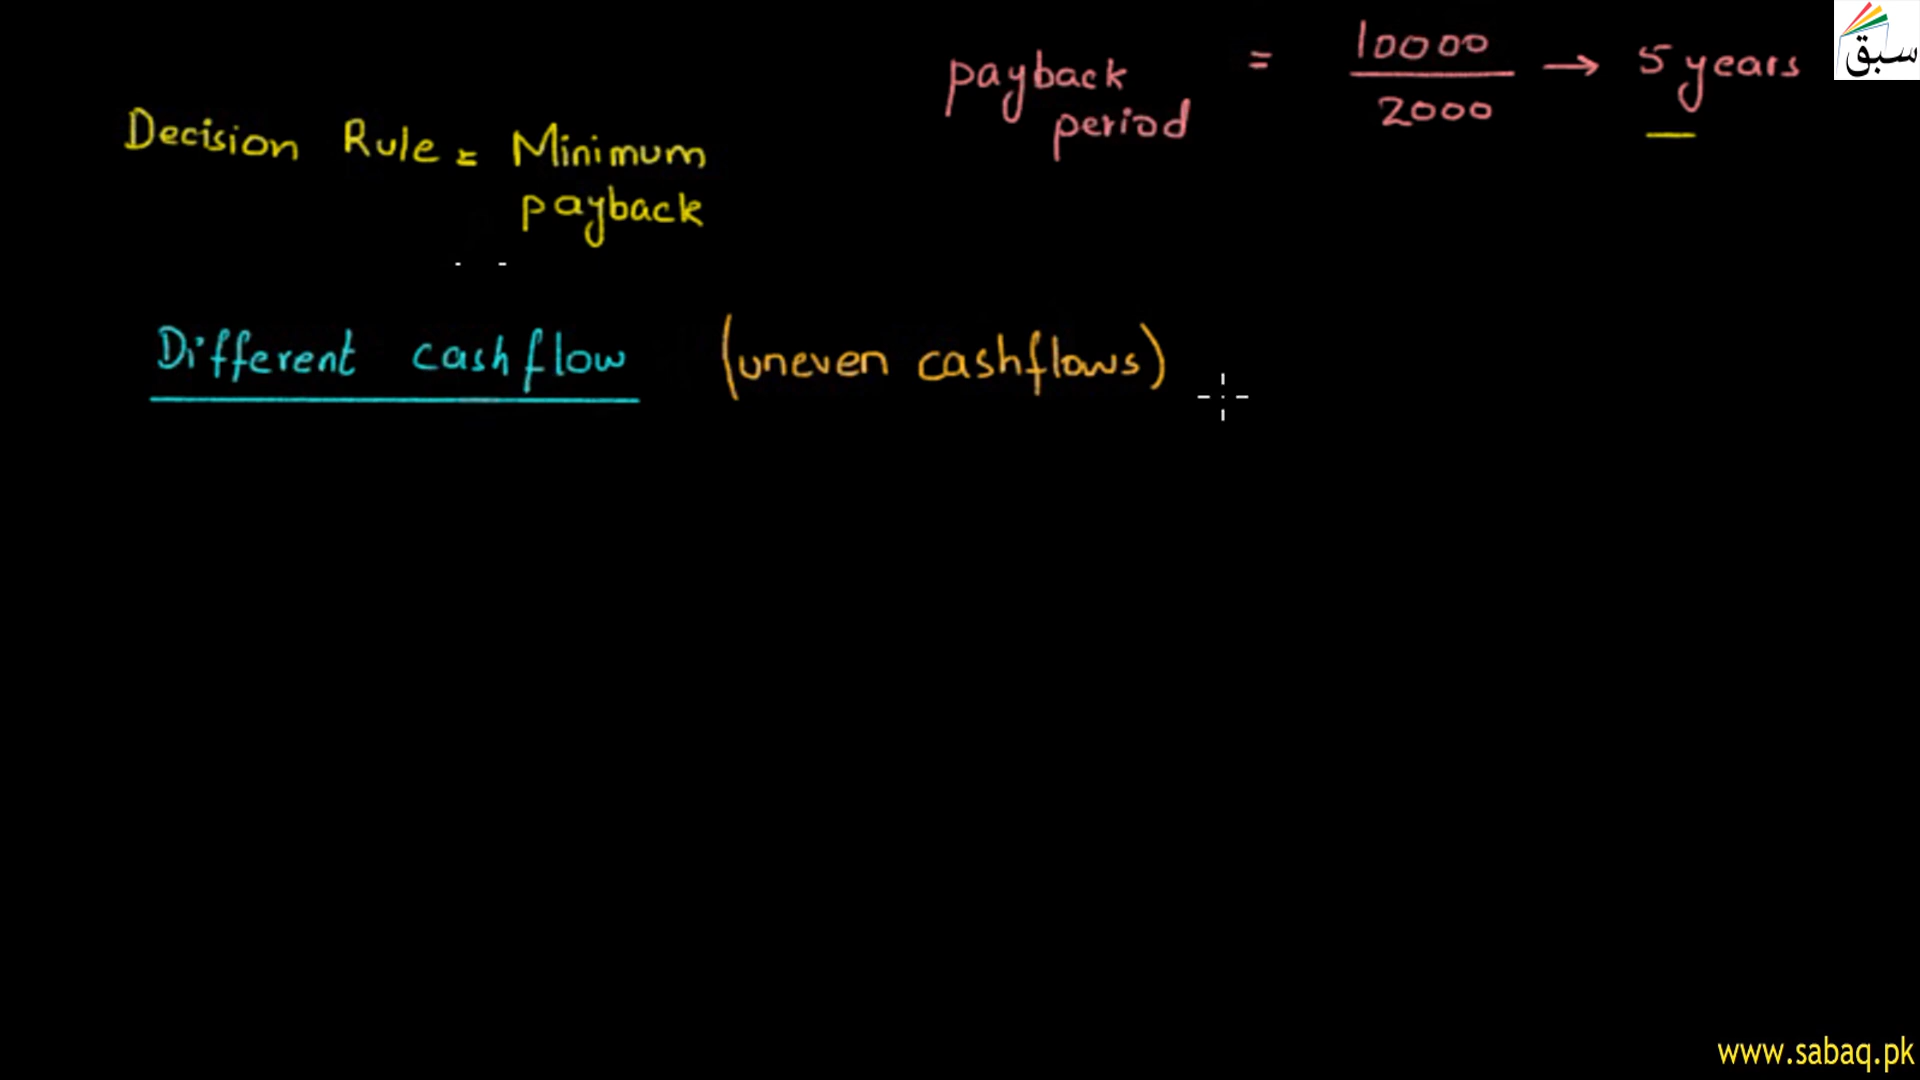 payback = 10000 → 5 years
period 2000
سبق
Decision Rule = Minimum
payback
Different cashflow (uneven cashflows)
www.sabaq.pk